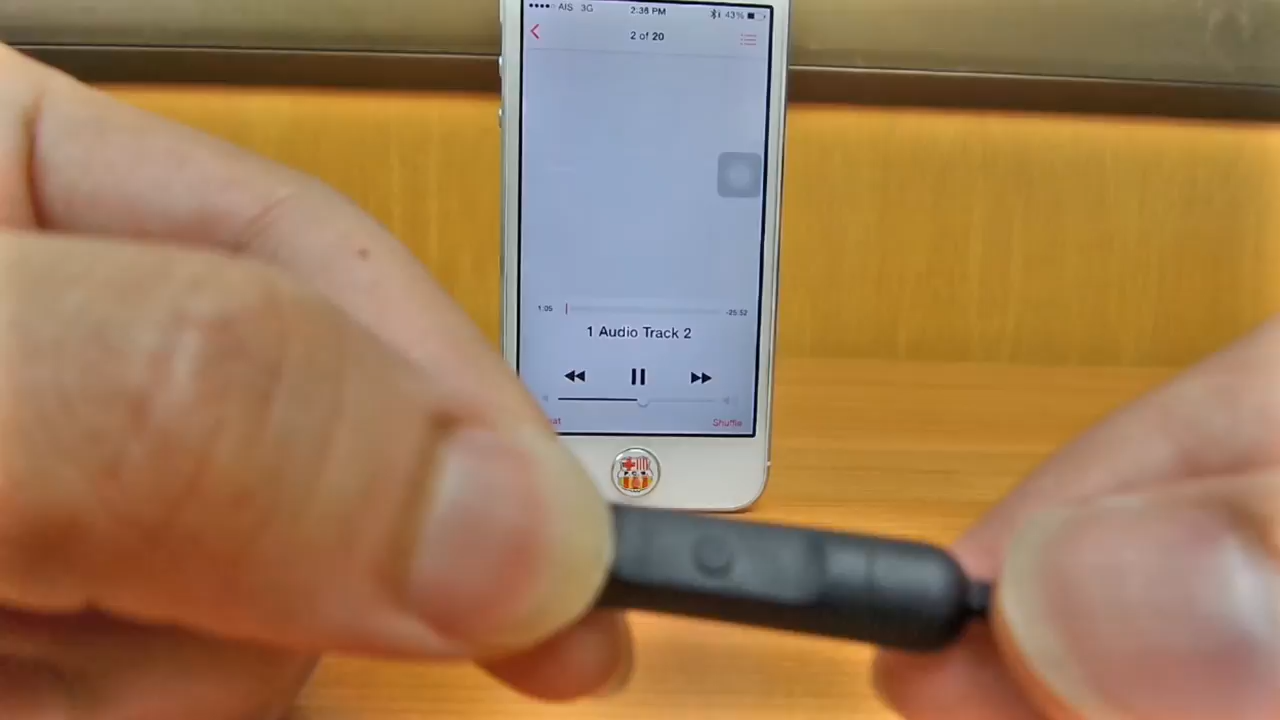 AIS 3G 2:36 PM 43%
2 of 20
1:05 -25:52
1 Audio Track 2
Shuffle